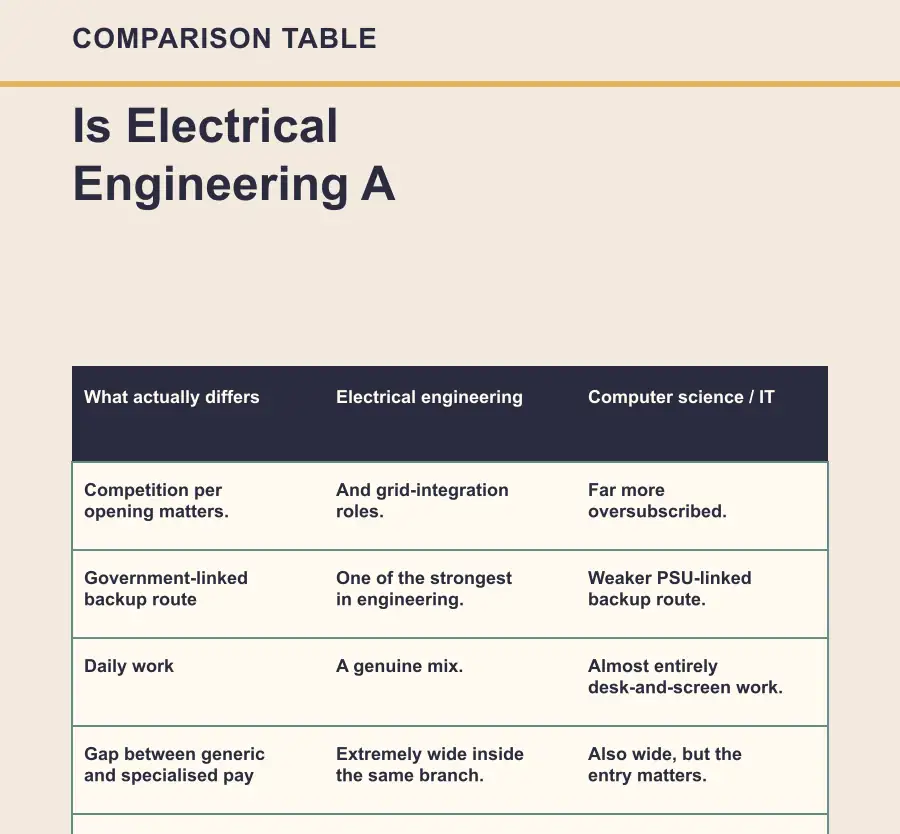 COMPARISON TABLE
Is Electrical
Engineering A
What actually differs
Electrical engineering
Computer science / IT
Competition per
opening matters.
And grid-integration
roles.
Far more
oversubscribed.
Government-linked
backup route
One of the strongest
in engineering.
Weaker PSU-linked
backup route.
Daily work
A genuine mix.
Almost entirely
desk-and-screen work.
Gap between generic
and specialised pay
Extremely wide inside
the same branch.
Also wide, but the
entry matters.